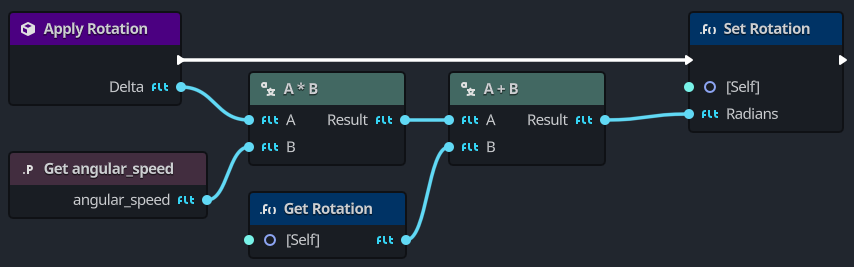 Apply Rotation
Delta Flt
.P Get angular_speed
angular_speed Flt
A * B
Flt A Result Flt
Flt B
.f() Get Rotation
[Self] Flt
A + B
Flt A Result Flt
Flt B
.f() Set Rotation
[Self]
Flt Radians